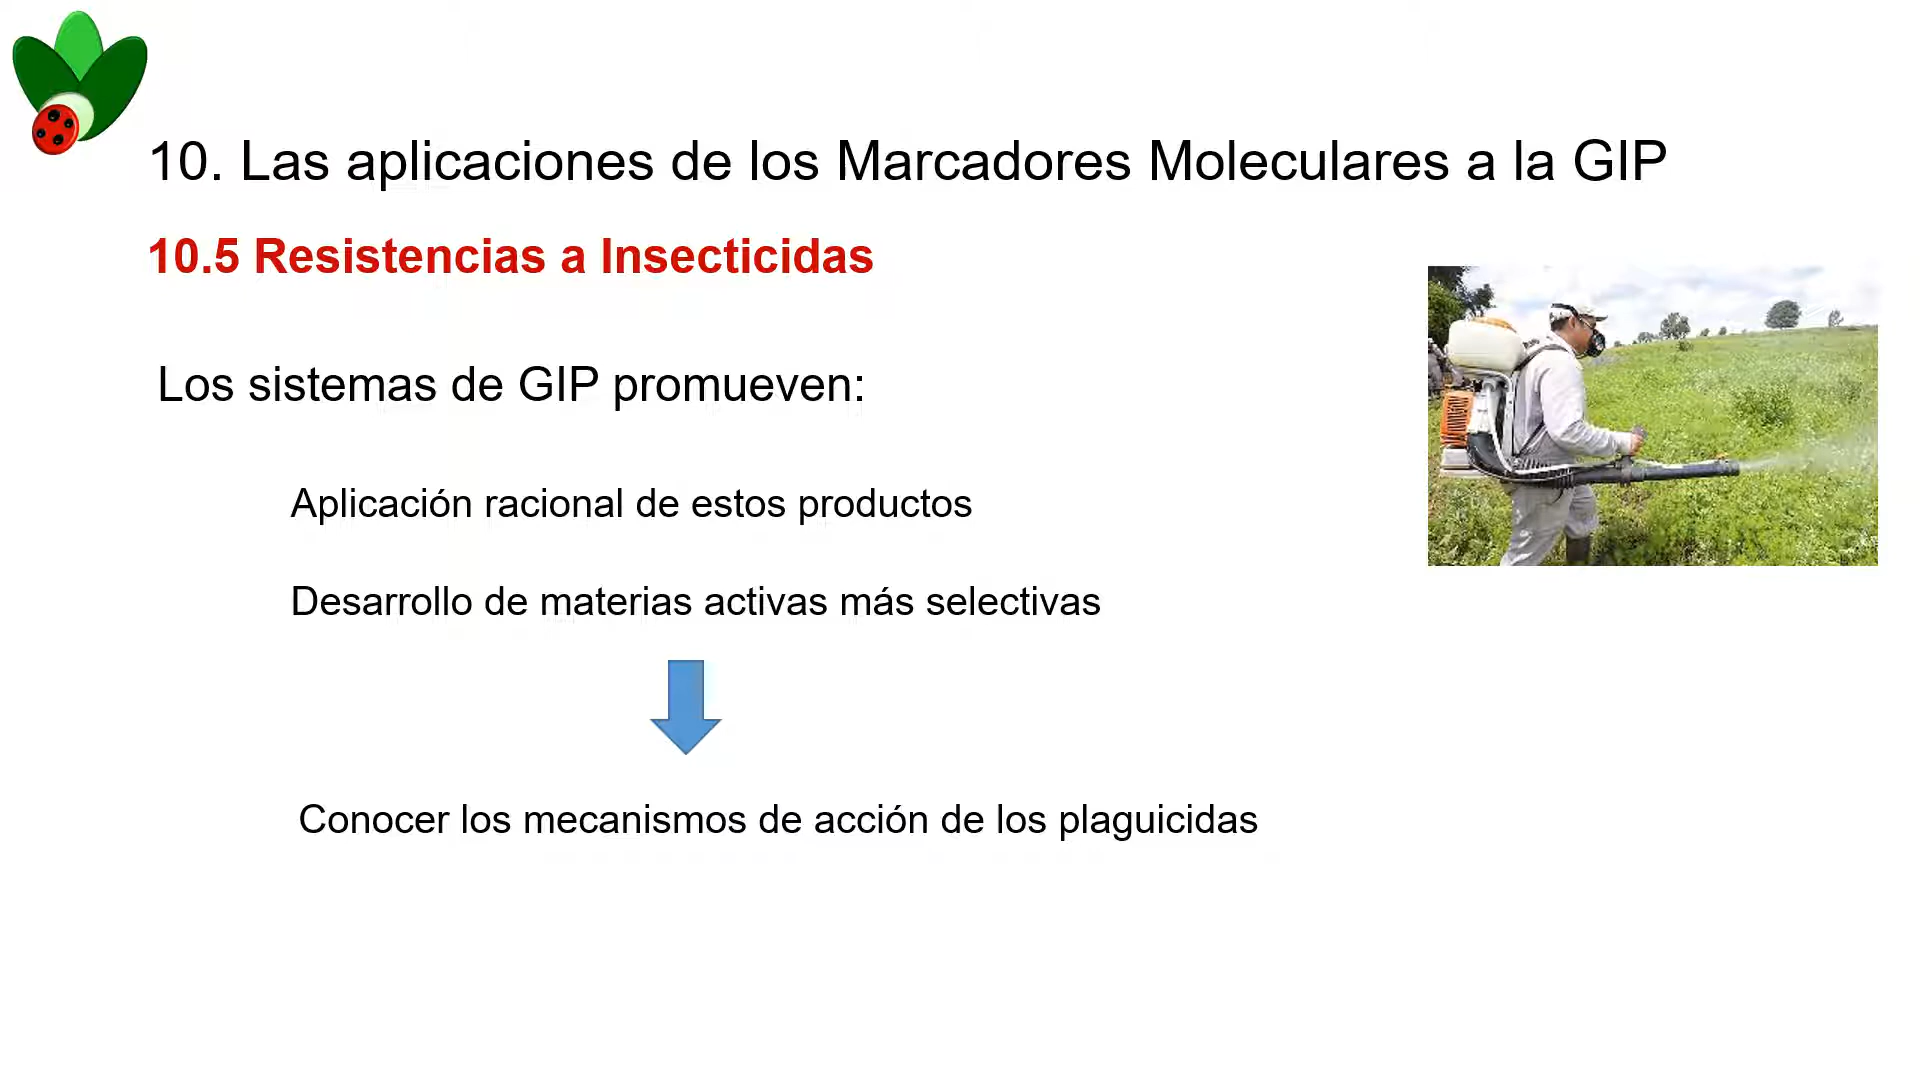 10. Las aplicaciones de los Marcadores Moleculares a la GIP
10.5 Resistencias a Insecticidas
Los sistemas de GIP promueven:
Aplicación racional de estos productos
Desarrollo de materias activas más selectivas
Conocer los mecanismos de acción de los plaguicidas